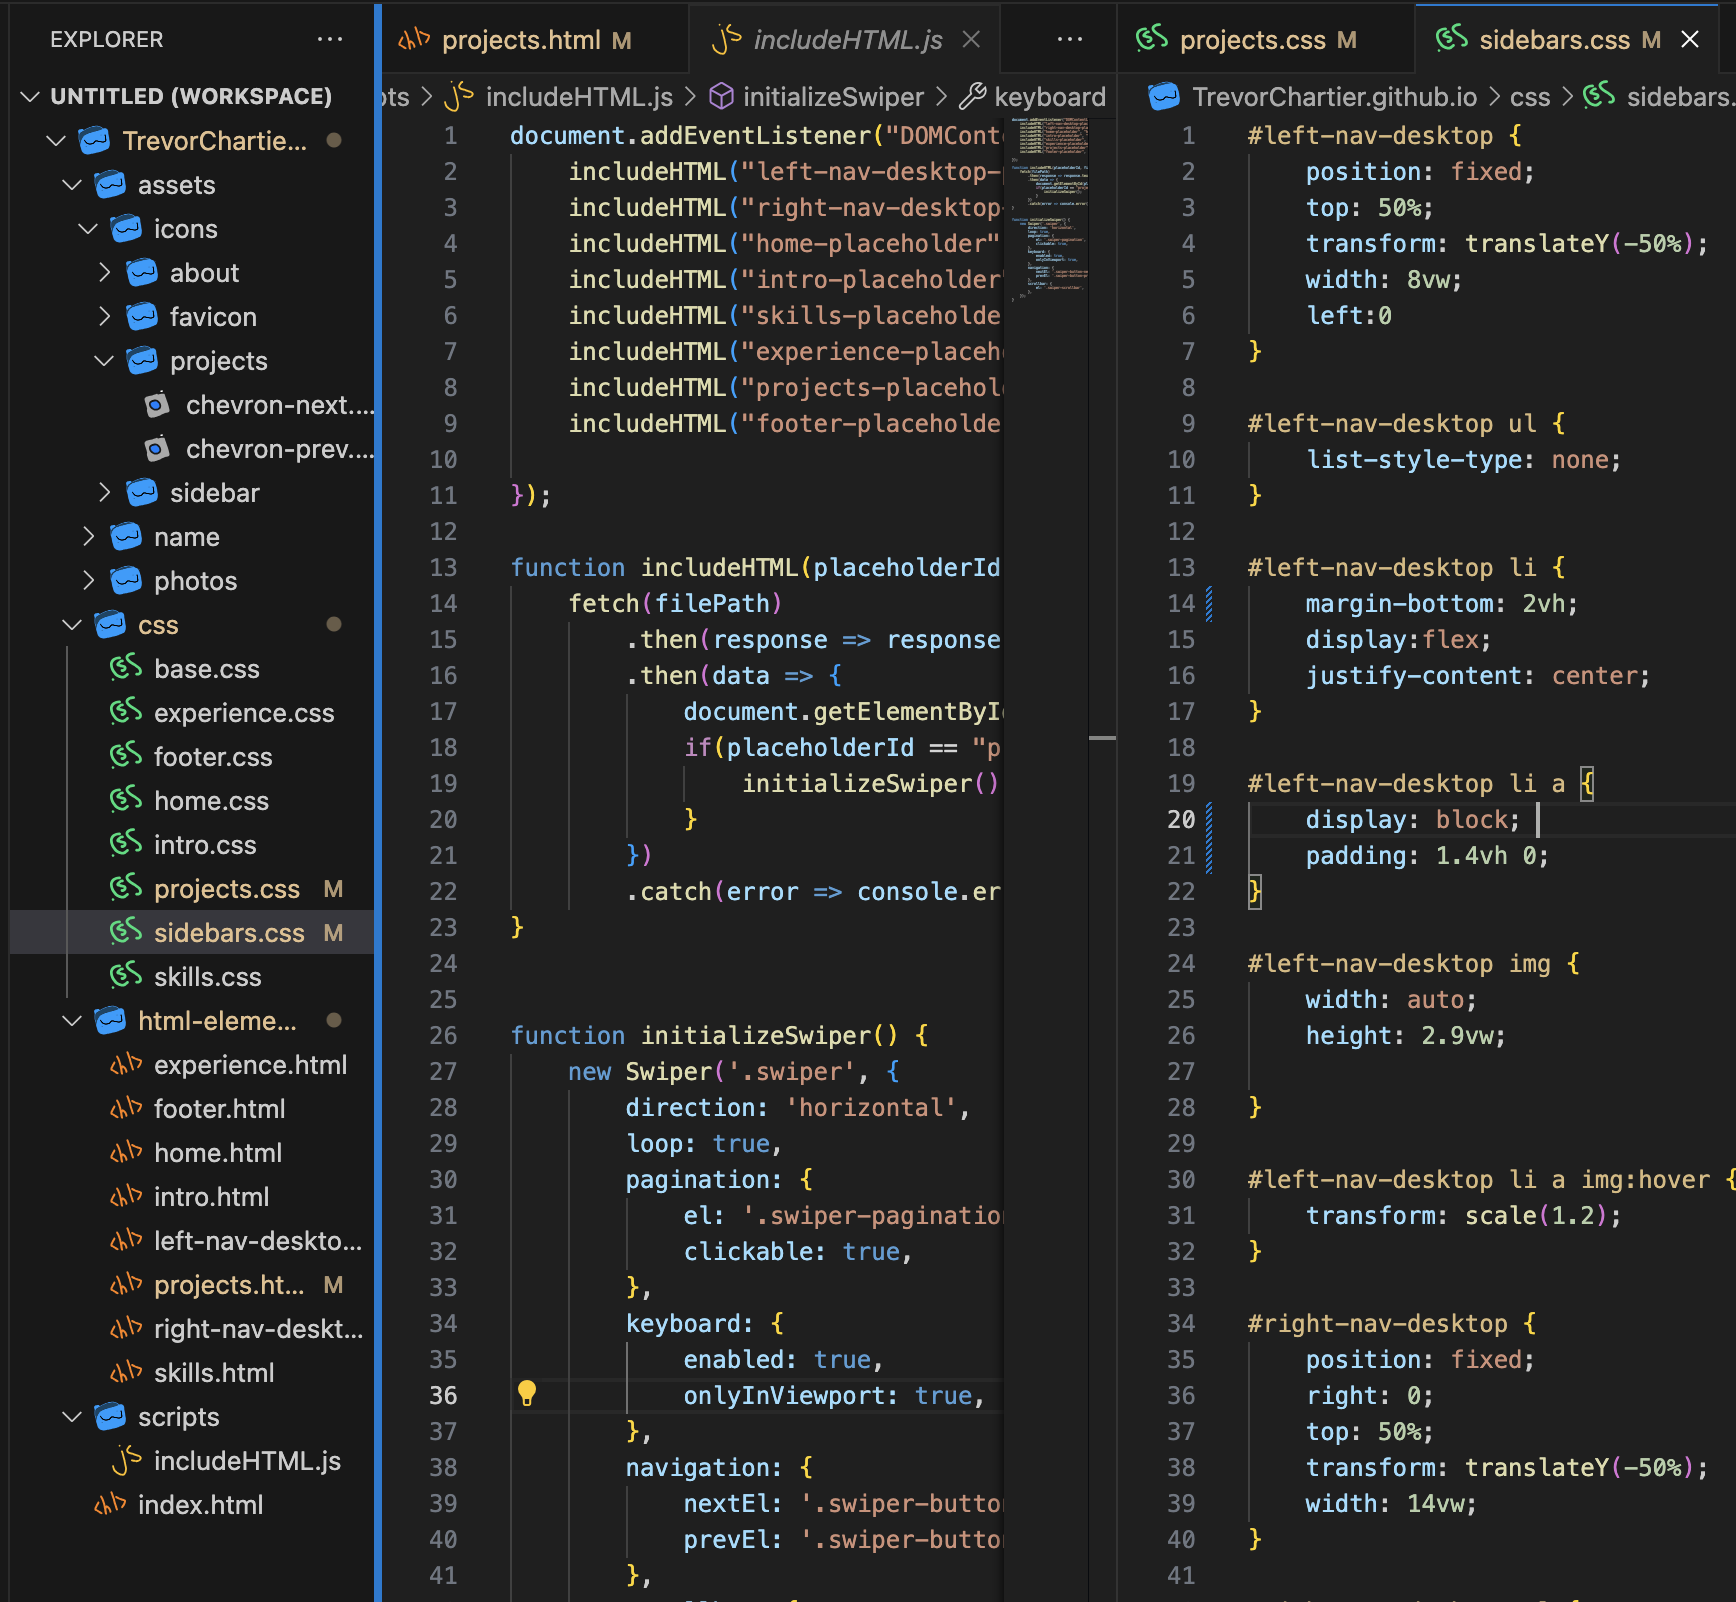 EXPLORER
UNTITLED (WORKSPACE)
TrevorChartie...
assets
icons
about
favicon
projects
chevron-next....
chevron-prev....
sidebar
name
photos
css
base.css
experience.css
footer.css
home.css
intro.css
projects.css M
sidebars.css M
skills.css
html-eleme...
experience.html
footer.html
home.html
intro.html
left-nav-deskto...
projects.ht... M
right-nav-deskt...
skills.html
scripts
includeHTML.js
index.html
projects.html M
includeHTML.js
pts > includeHTML.js > initializeSwiper > keyboard
1 document.addEventListener("DOMConte
2 includeHTML("left-nav-desktop-
3 includeHTML("right-nav-desktop-
4 includeHTML("home-placeholder"
5 includeHTML("intro-placeholder"
6 includeHTML("skills-placeholde
7 includeHTML("experience-placeh
8 includeHTML("projects-placehol
9 includeHTML("footer-placeholde
10
11 });
12
13 function includeHTML(placeholderId
14 fetch(filePath)
15 .then(response => response
16 .then(data => {
17 document.getElementById
18 if(placeholderId == "p
19 initializeSwiper()
20 }
21 })
22 .catch(error => console.er
23 }
24
25
26 function initializeSwiper() {
27 new Swiper('.swiper', {
28 direction: 'horizontal',
29 loop: true,
30 pagination: {
31 el: '.swiper-pagination
32 clickable: true,
33 },
34 keyboard: {
35 enabled: true,
36 onlyInViewport: true,
37 },
38 navigation: {
39 nextEl: '.swiper-button
40 prevEl: '.swiper-button
41 },
projects.css M
sidebars.css M
TrevorChartier.github.io > css > sidebars.
1 #left-nav-desktop {
2 position: fixed;
3 top: 50%;
4 transform: translateY(-50%);
5 width: 8vw;
6 left:0
7 }
8
9 #left-nav-desktop ul {
10 list-style-type: none;
11 }
12
13 #left-nav-desktop li {
14 margin-bottom: 2vh;
15 display:flex;
16 justify-content: center;
17 }
18
19 #left-nav-desktop li a {
20 display: block;
21 padding: 1.4vh 0;
22 }
23
24 #left-nav-desktop img {
25 width: auto;
26 height: 2.9vw;
27
28 }
29
30 #left-nav-desktop li a img:hover {
31 transform: scale(1.2);
32 }
33
34 #right-nav-desktop {
35 position: fixed;
36 right: 0;
37 top: 50%;
38 transform: translateY(-50%);
39 width: 14vw;
40 }
41